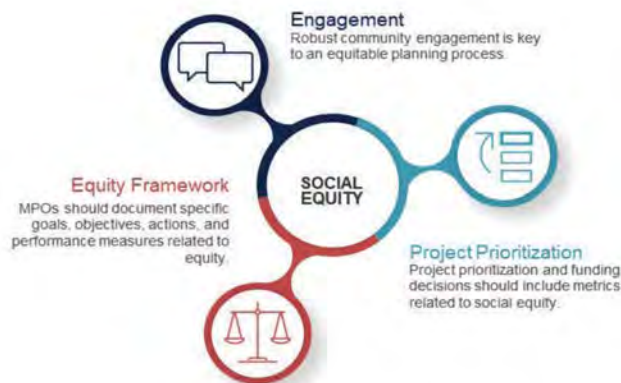 Engagement
Robust community engagement is key
to an equitable planning process.
SOCIAL
EQUITY
Equity Framework
MPOs should document specific
goals, objectives, actions, and
performance measures related to
equity.
Project Prioritization
Project prioritization and funding
decisions should include metrics
related to social equity.